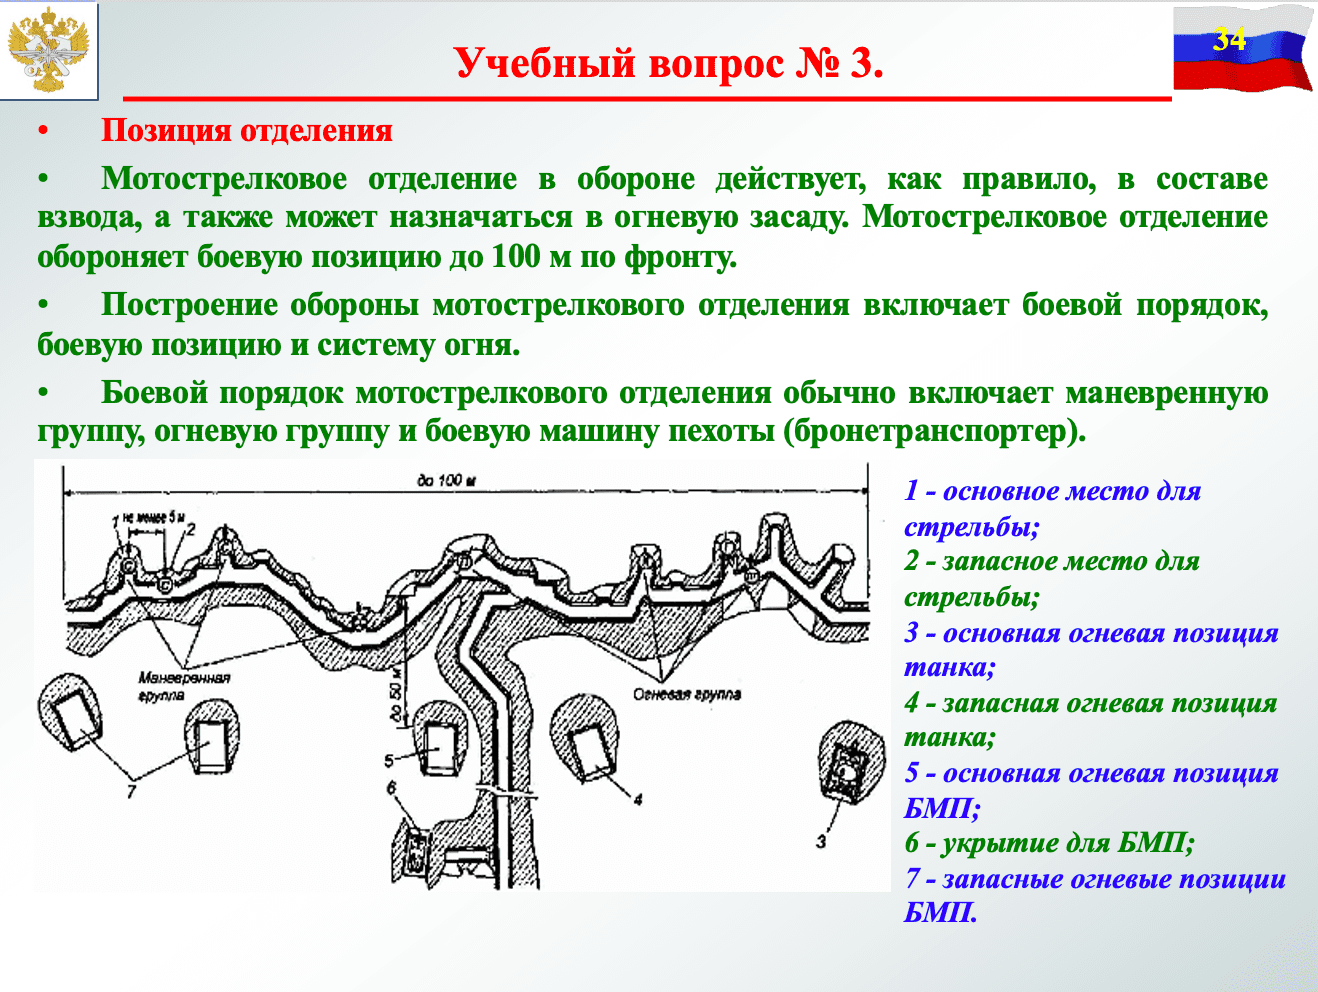 34
Учебный вопрос № 3.
• Позиция отделения
• Мотострелковое отделение в обороне действует, как правило, в составе
взвода, а также может назначаться в огневую засаду. Мотострелковое отделение
обороняет боевую позицию до 100 м по фронту.
• Построение обороны мотострелкового отделения включает боевой порядок,
боевую позицию и систему огня.
• Боевой порядок мотострелкового отделения обычно включает маневренную
группу, огневую группу и боевую машину пехоты (бронетранспортер).
до 100 м
1 не менее 5 м 2
Маневренная
группа
до 50 м
Огневая группа
5
7
6
4
3
1 - основное место для
стрельбы;
2 - запасное место для
стрельбы;
3 - основная огневая позиция
танка;
4 - запасная огневая позиция
танка;
5 - основная огневая позиция
БМП;
6 - укрытие для БМП;
7 - запасные огневые позиции
БМП.